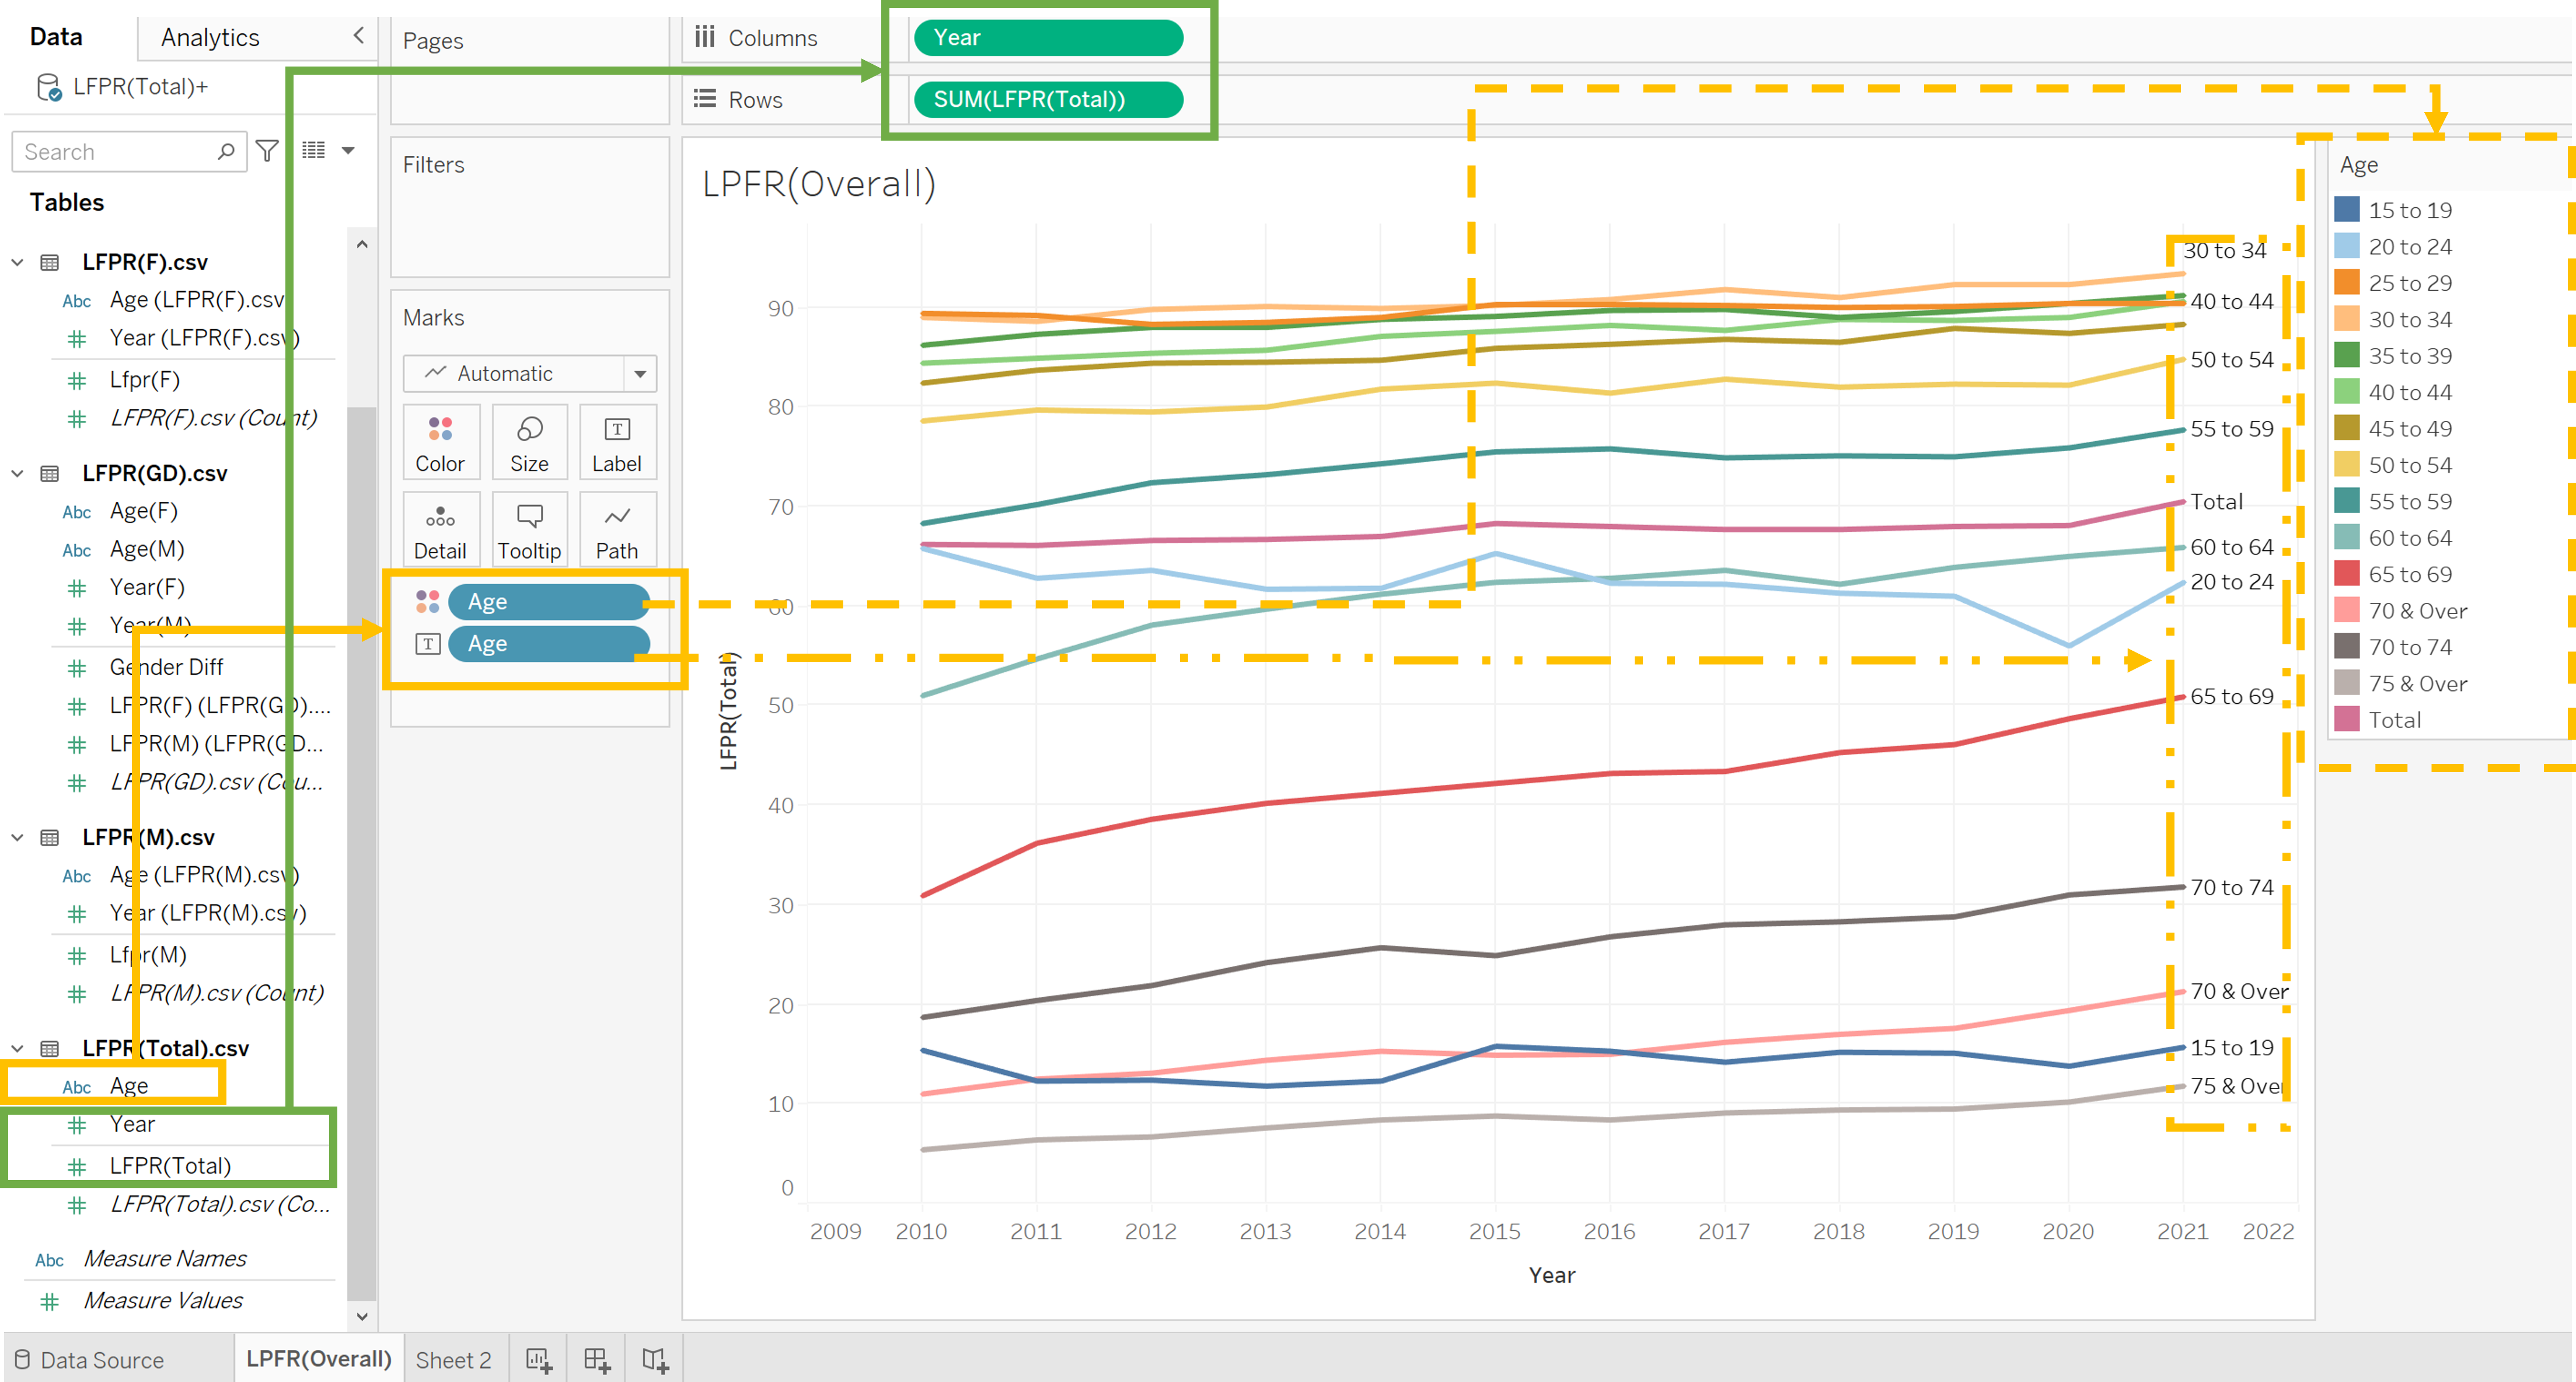 Data
Analytics
LFPR(Total)+
Search
Tables
LFPR(F).csv
Abc Age (LFPR(F).csv
Year (LFPR(F).csv)
Lfpr(F)
LFPR(F).csv (Count)
LFPR(GD).csv
Abc Age(F)
Abc Age(M)
Year(F)
Year(M)
Gender Diff
LFPR(F) (LFPR(GD)....
LFPR(M) (LFPR(GD...
LFPR(GD).csv (Cou...
LFPR(M).csv
Abc Age (LFPR(M).csv)
Year (LFPR(M).csv)
Lfpr(M)
LFPR(M).csv (Count)
LFPR(Total).csv
Abc Age
Year
LFPR(Total)
LFPR(Total).csv (Co...
Abc Measure Names
Measure Values
Pages
Filters
Marks
Automatic
Color Size Label
Detail Tooltip Path
Age
T Age
Columns Year
Rows SUM(LFPR(Total))
LPFR(Overall)
LFPR(Total)
90
80
70
60
50
40
30
20
10
0
2009 2010 2011 2012 2013 2014 2015 2016 2017 2018 2019 2020 2021 2022
Year
30 to 34
40 to 44
50 to 54
55 to 59
Total
60 to 64
20 to 24
65 to 69
70 to 74
70 & Over
15 to 19
75 & Over
Age
15 to 19
20 to 24
25 to 29
30 to 34
35 to 39
40 to 44
45 to 49
50 to 54
55 to 59
60 to 64
65 to 69
70 & Over
70 to 74
75 & Over
Total
Data Source LPFR(Overall) Sheet 2